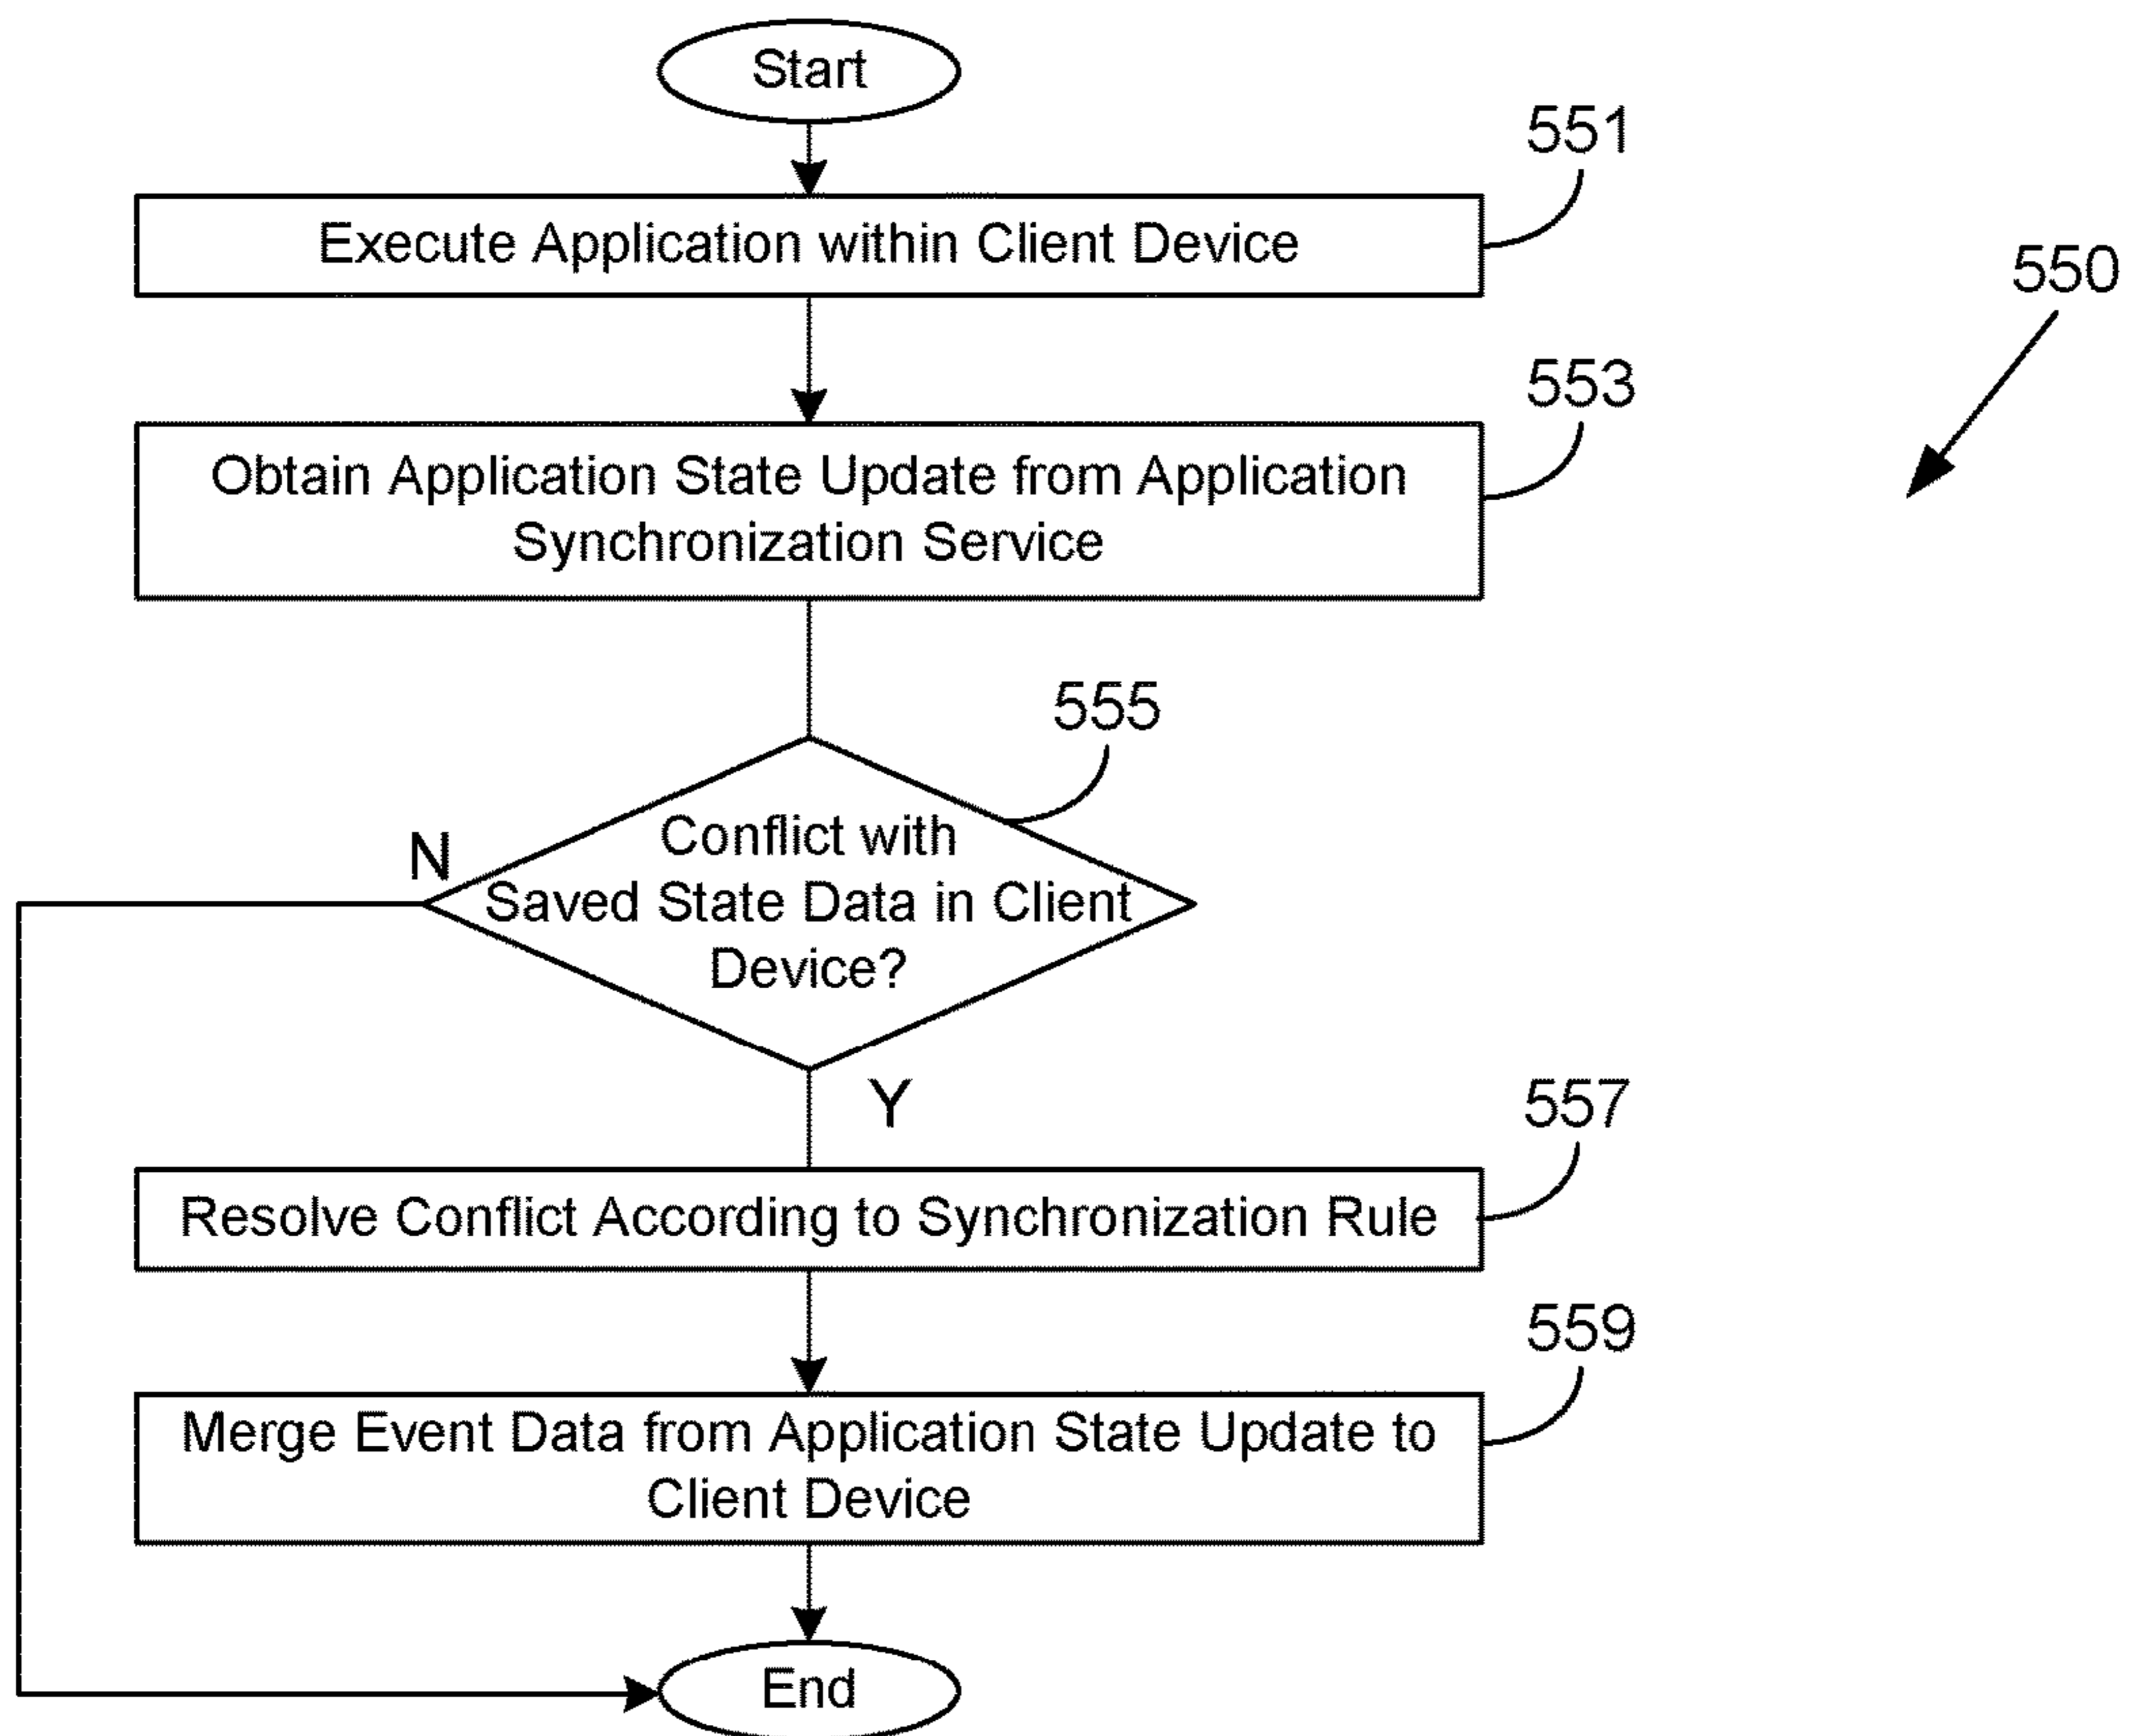 Start
551
Execute Application within Client Device
550
553
Obtain Application State Update from Application
Synchronization Service
555
N
Conflict with
Saved State Data in Client
Device?
Y
557
Resolve Conflict According to Synchronization Rule
559
Merge Event Data from Application State Update to
Client Device
End